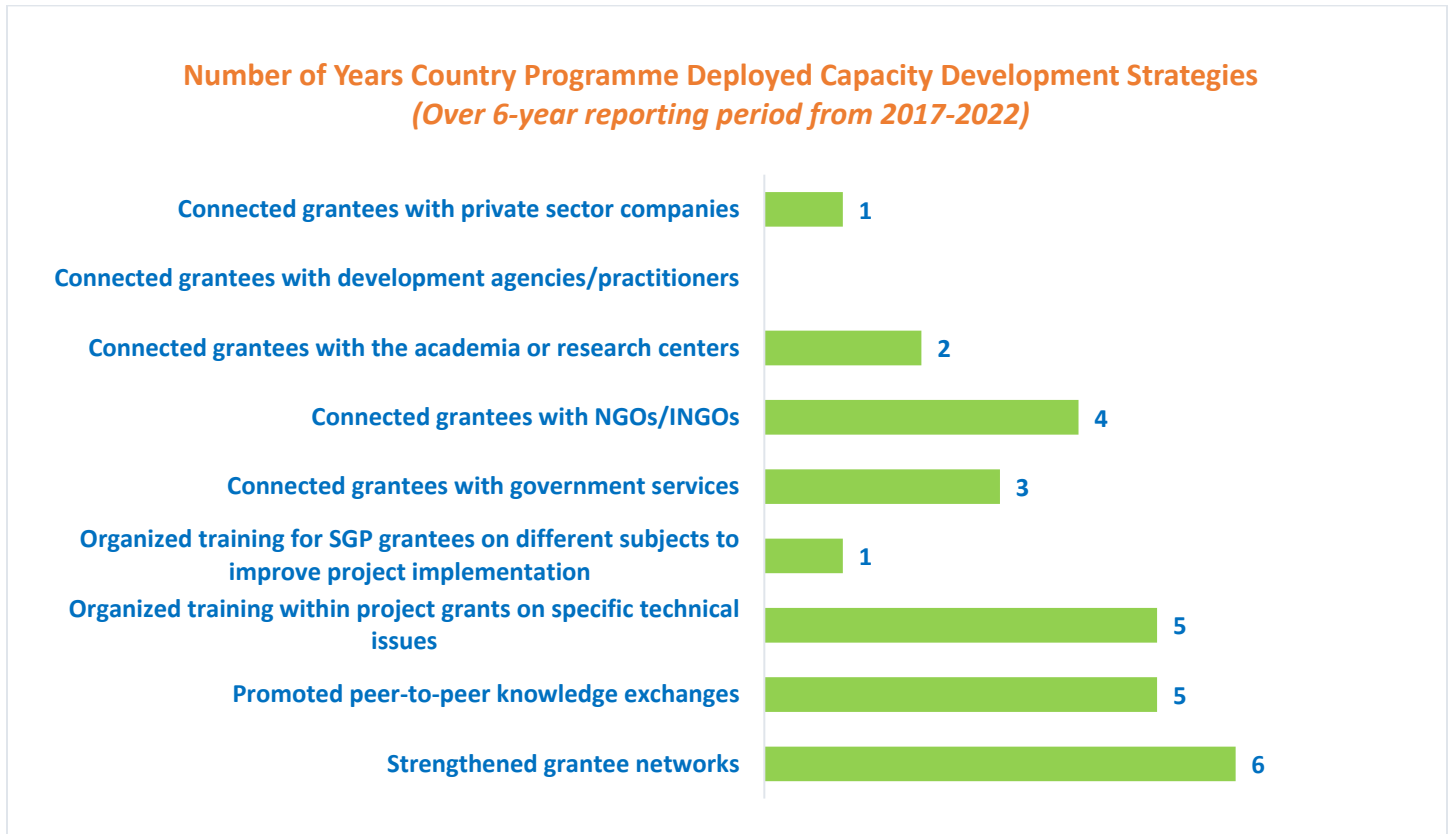 Number of Years Country Programme Deployed Capacity Development Strategies
(Over 6-year reporting period from 2017-2022)
Connected grantees with private sector companies
1
Connected grantees with development agencies/practitioners
Connected grantees with the academia or research centers
2
Connected grantees with NGOs/INGOs
4
Connected grantees with government services
3
Organized training for SGP grantees on different subjects to
improve project implementation
1
Organized training within project grants on specific technical
issues
5
Promoted peer-to-peer knowledge exchanges
5
Strengthened grantee networks
6